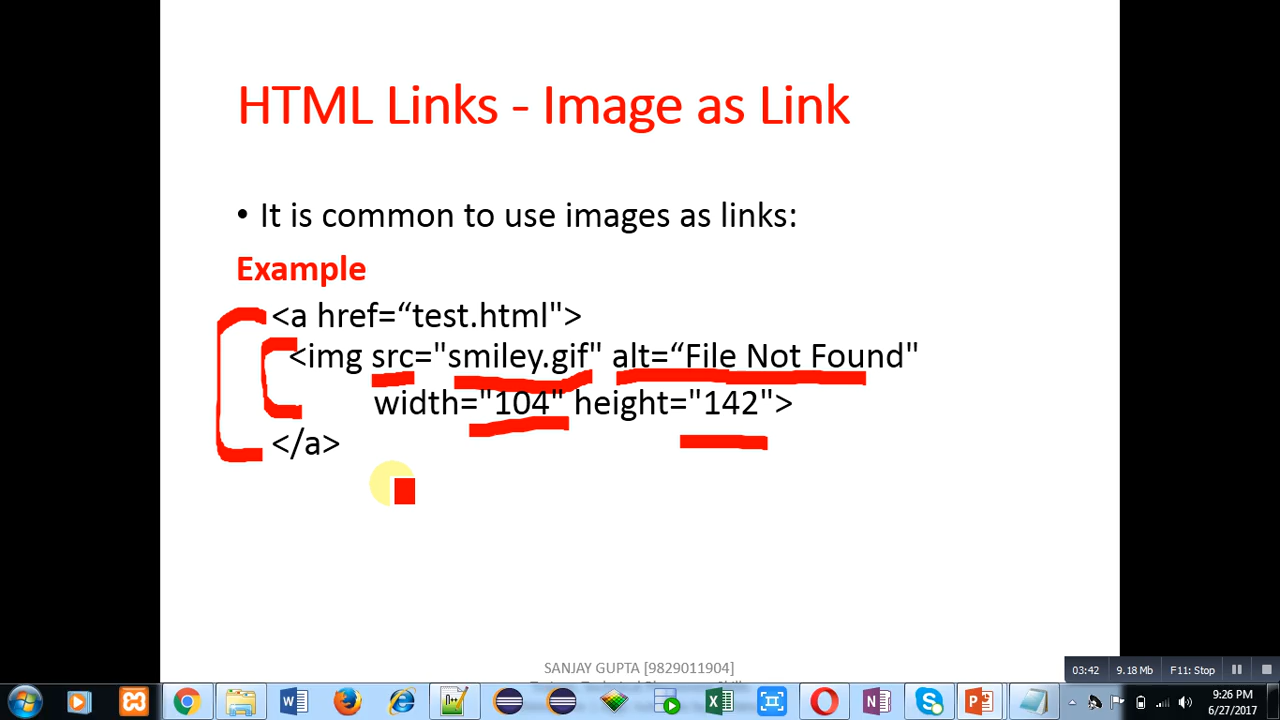 HTML Links - Image as Link
• It is common to use images as links:
Example
<a href=“test.html">
<img src="smiley.gif" alt=“File Not Found"
width="104" height="142">
</a>
SANJAY GUPTA [9829011904]
03:42 9.18 Mb F11: Stop
9:26 PM
6/27/2017